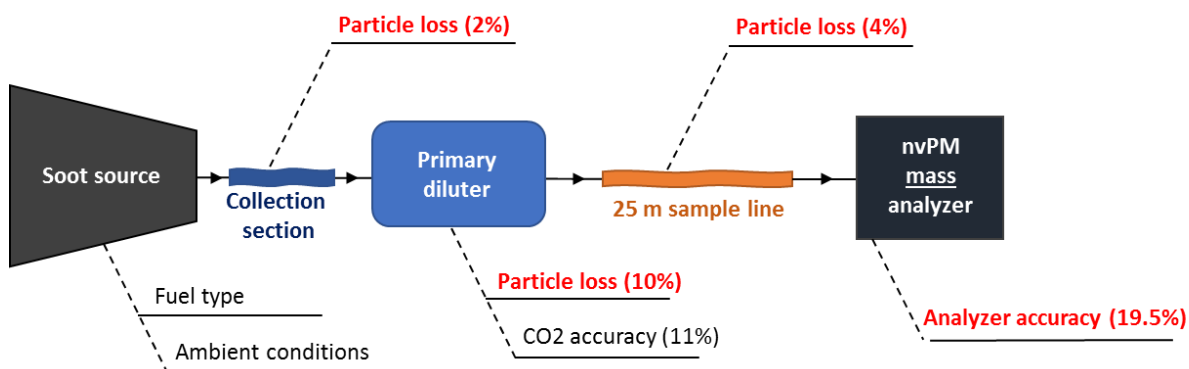 Particle loss (2%)
Particle loss (4%)
Soot source
Collection
section
Primary
diluter
25 m sample line
nvPM
mass
analyzer
Fuel type
Ambient conditions
Particle loss (10%)
CO2 accuracy (11%)
Analyzer accuracy (19.5%)